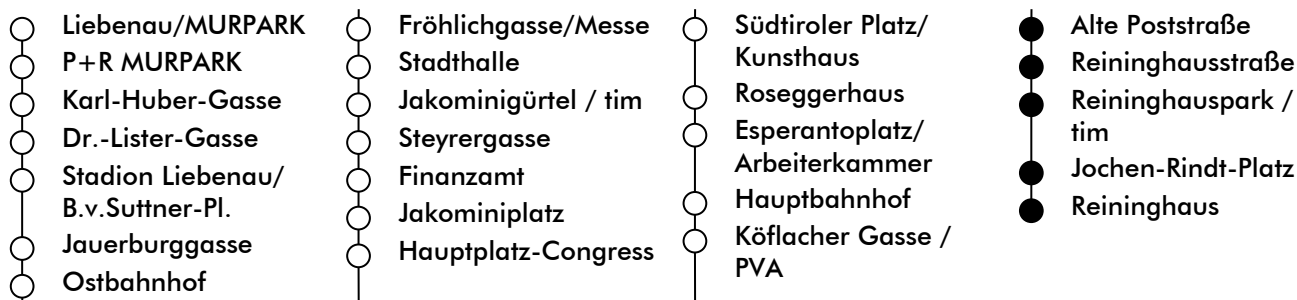 Liebenau/MURPARK
P+R MURPARK
Karl-Huber-Gasse
Dr.-Lister-Gasse
Stadion Liebenau/
B.v.Suttner-Pl.
Jauerburggasse
Ostbahnhof
Fröhlichgasse/Messe
Stadthalle
Jakominigürtel / tim
Steyrergasse
Finanzamt
Jakominiplatz
Hauptplatz-Congress
Südtiroler Platz/
Kunsthaus
Roseggerhaus
Esperantoplatz/
Arbeiterkammer
Hauptbahnhof
Köflacher Gasse /
PVA
Alte Poststraße
Reininghausstraße
Reininghauspark /
tim
Jochen-Rindt-Platz
Reininghaus